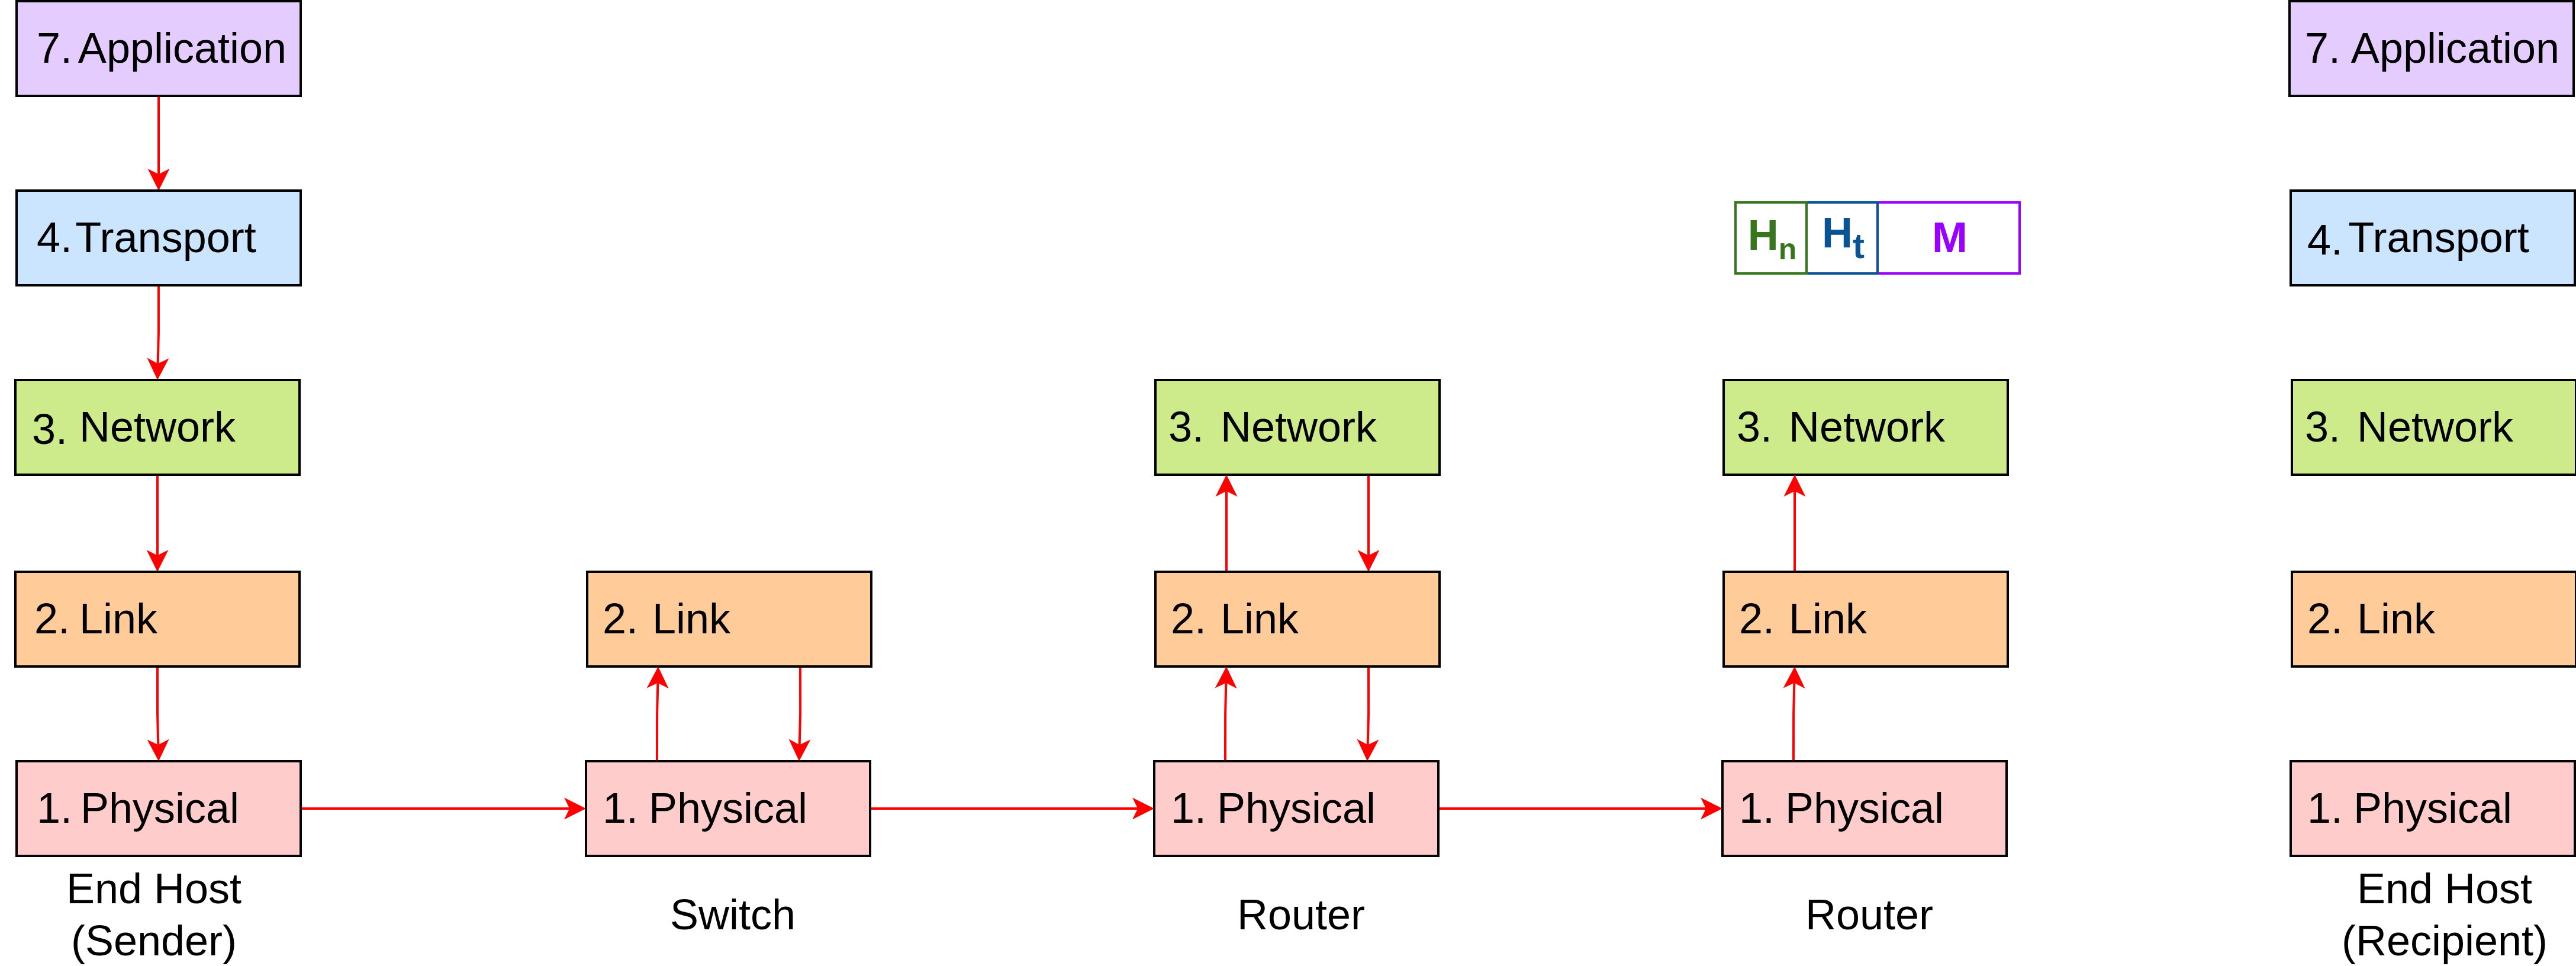 7. Application
7. Application
4. Transport
Hn Ht M
4. Transport
3. Network
3. Network
3. Network
3. Network
2. Link
2. Link
2. Link
2. Link
2. Link
1. Physical
1. Physical
1. Physical
1. Physical
1. Physical
End Host
(Sender)
Switch
Router
Router
End Host
(Recipient)